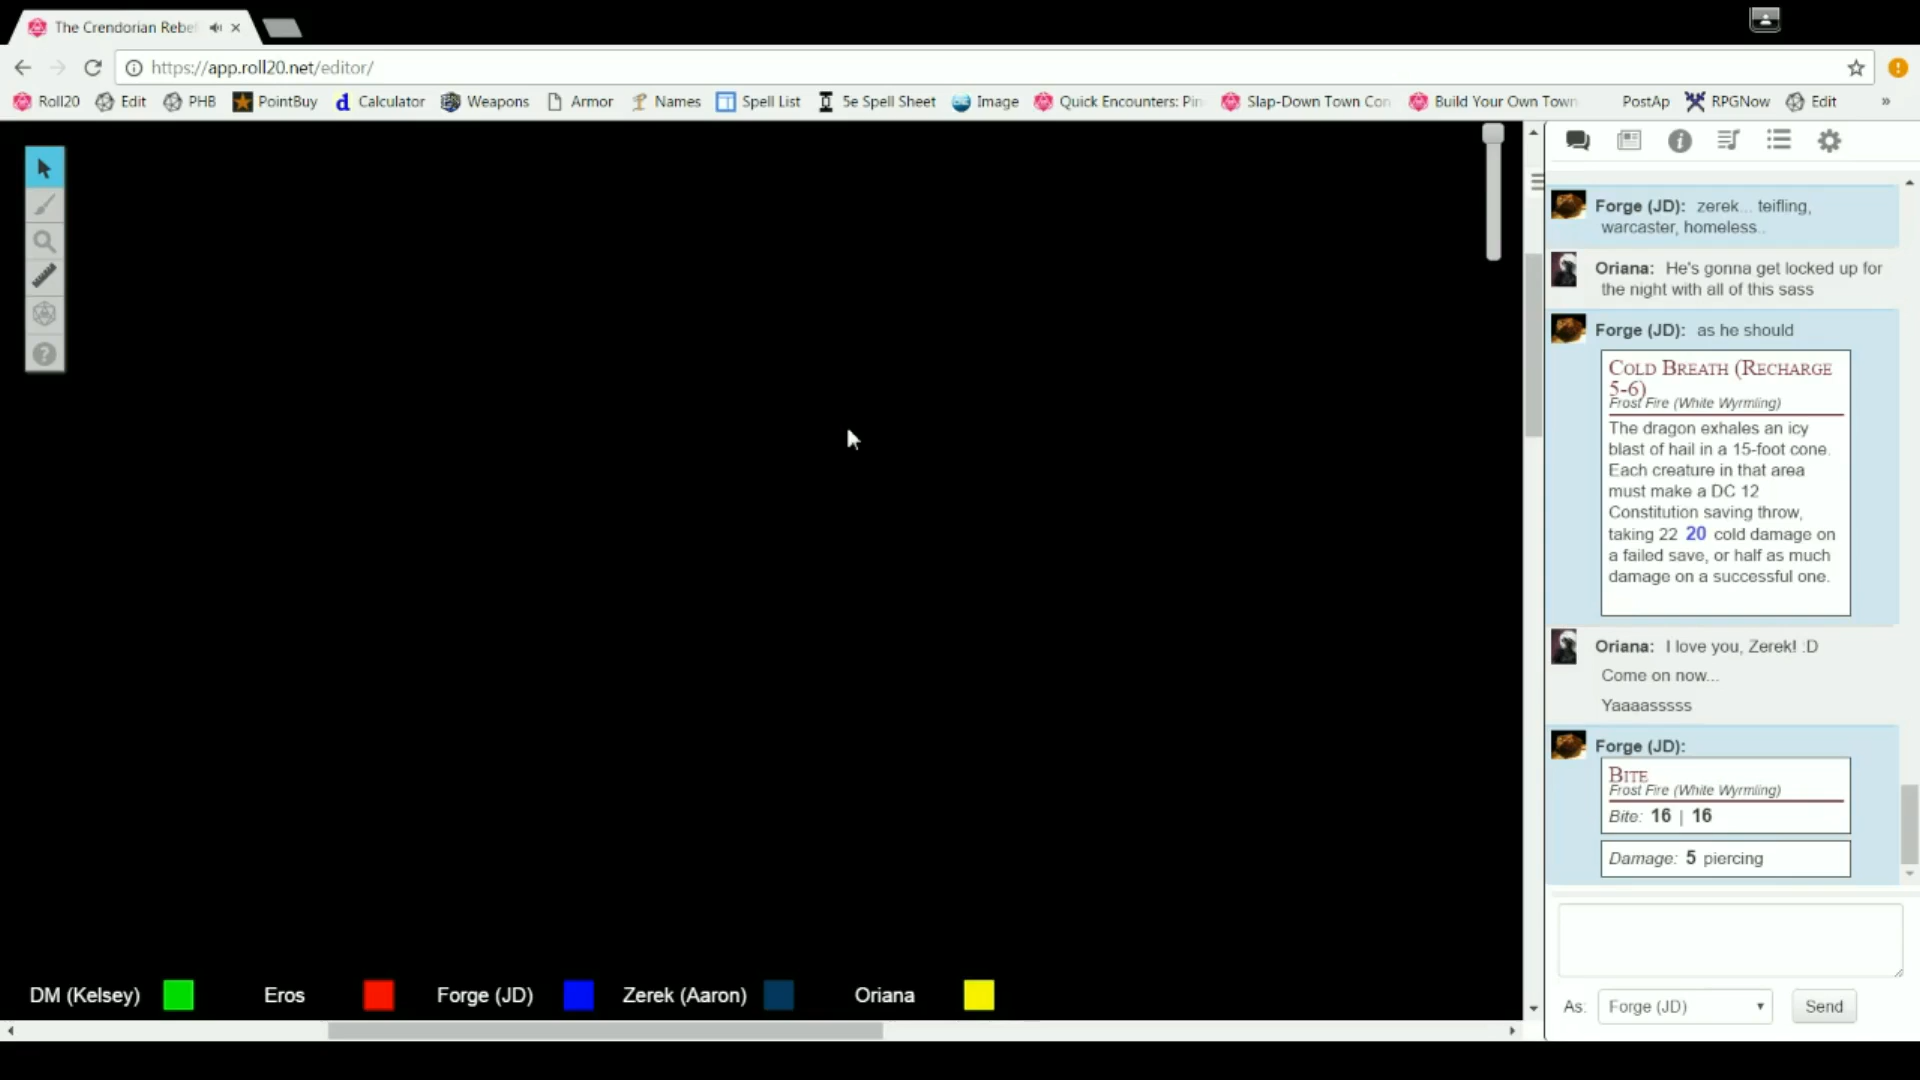 The Crendorian Rebe
https://app.roll20.net/editor/
Roll20 Edit PHB PointBuy Calculator Weapons Armor Names Spell List 5e Spell Sheet Image Quick Encounters: Pin Slap-Down Town Con Build Your Own Town PostAp RPGNow Edit »
Forge (JD): zerek... teifling,
warcaster, homeless..
Oriana: He's gonna get locked up for
the night with all of this sass
Forge (JD): as he should
Cold Breath (Recharge
5-6)
Frost Fire (White Wyrmling)
The dragon exhales an icy
blast of hail in a 15-foot cone.
Each creature in that area
must make a DC 12
Constitution saving throw,
taking 22 20 cold damage on
a failed save, or half as much
damage on a successful one.
Oriana: I love you, Zerek! :D
Come on now...
Yaaaasssss
Forge (JD):
Bite
Frost Fire (White Wyrmling)
Bite: 16 | 16
Damage: 5 piercing
DM (Kelsey) Eros Forge (JD) Zerek (Aaron) Oriana
As: Forge (JD) Send